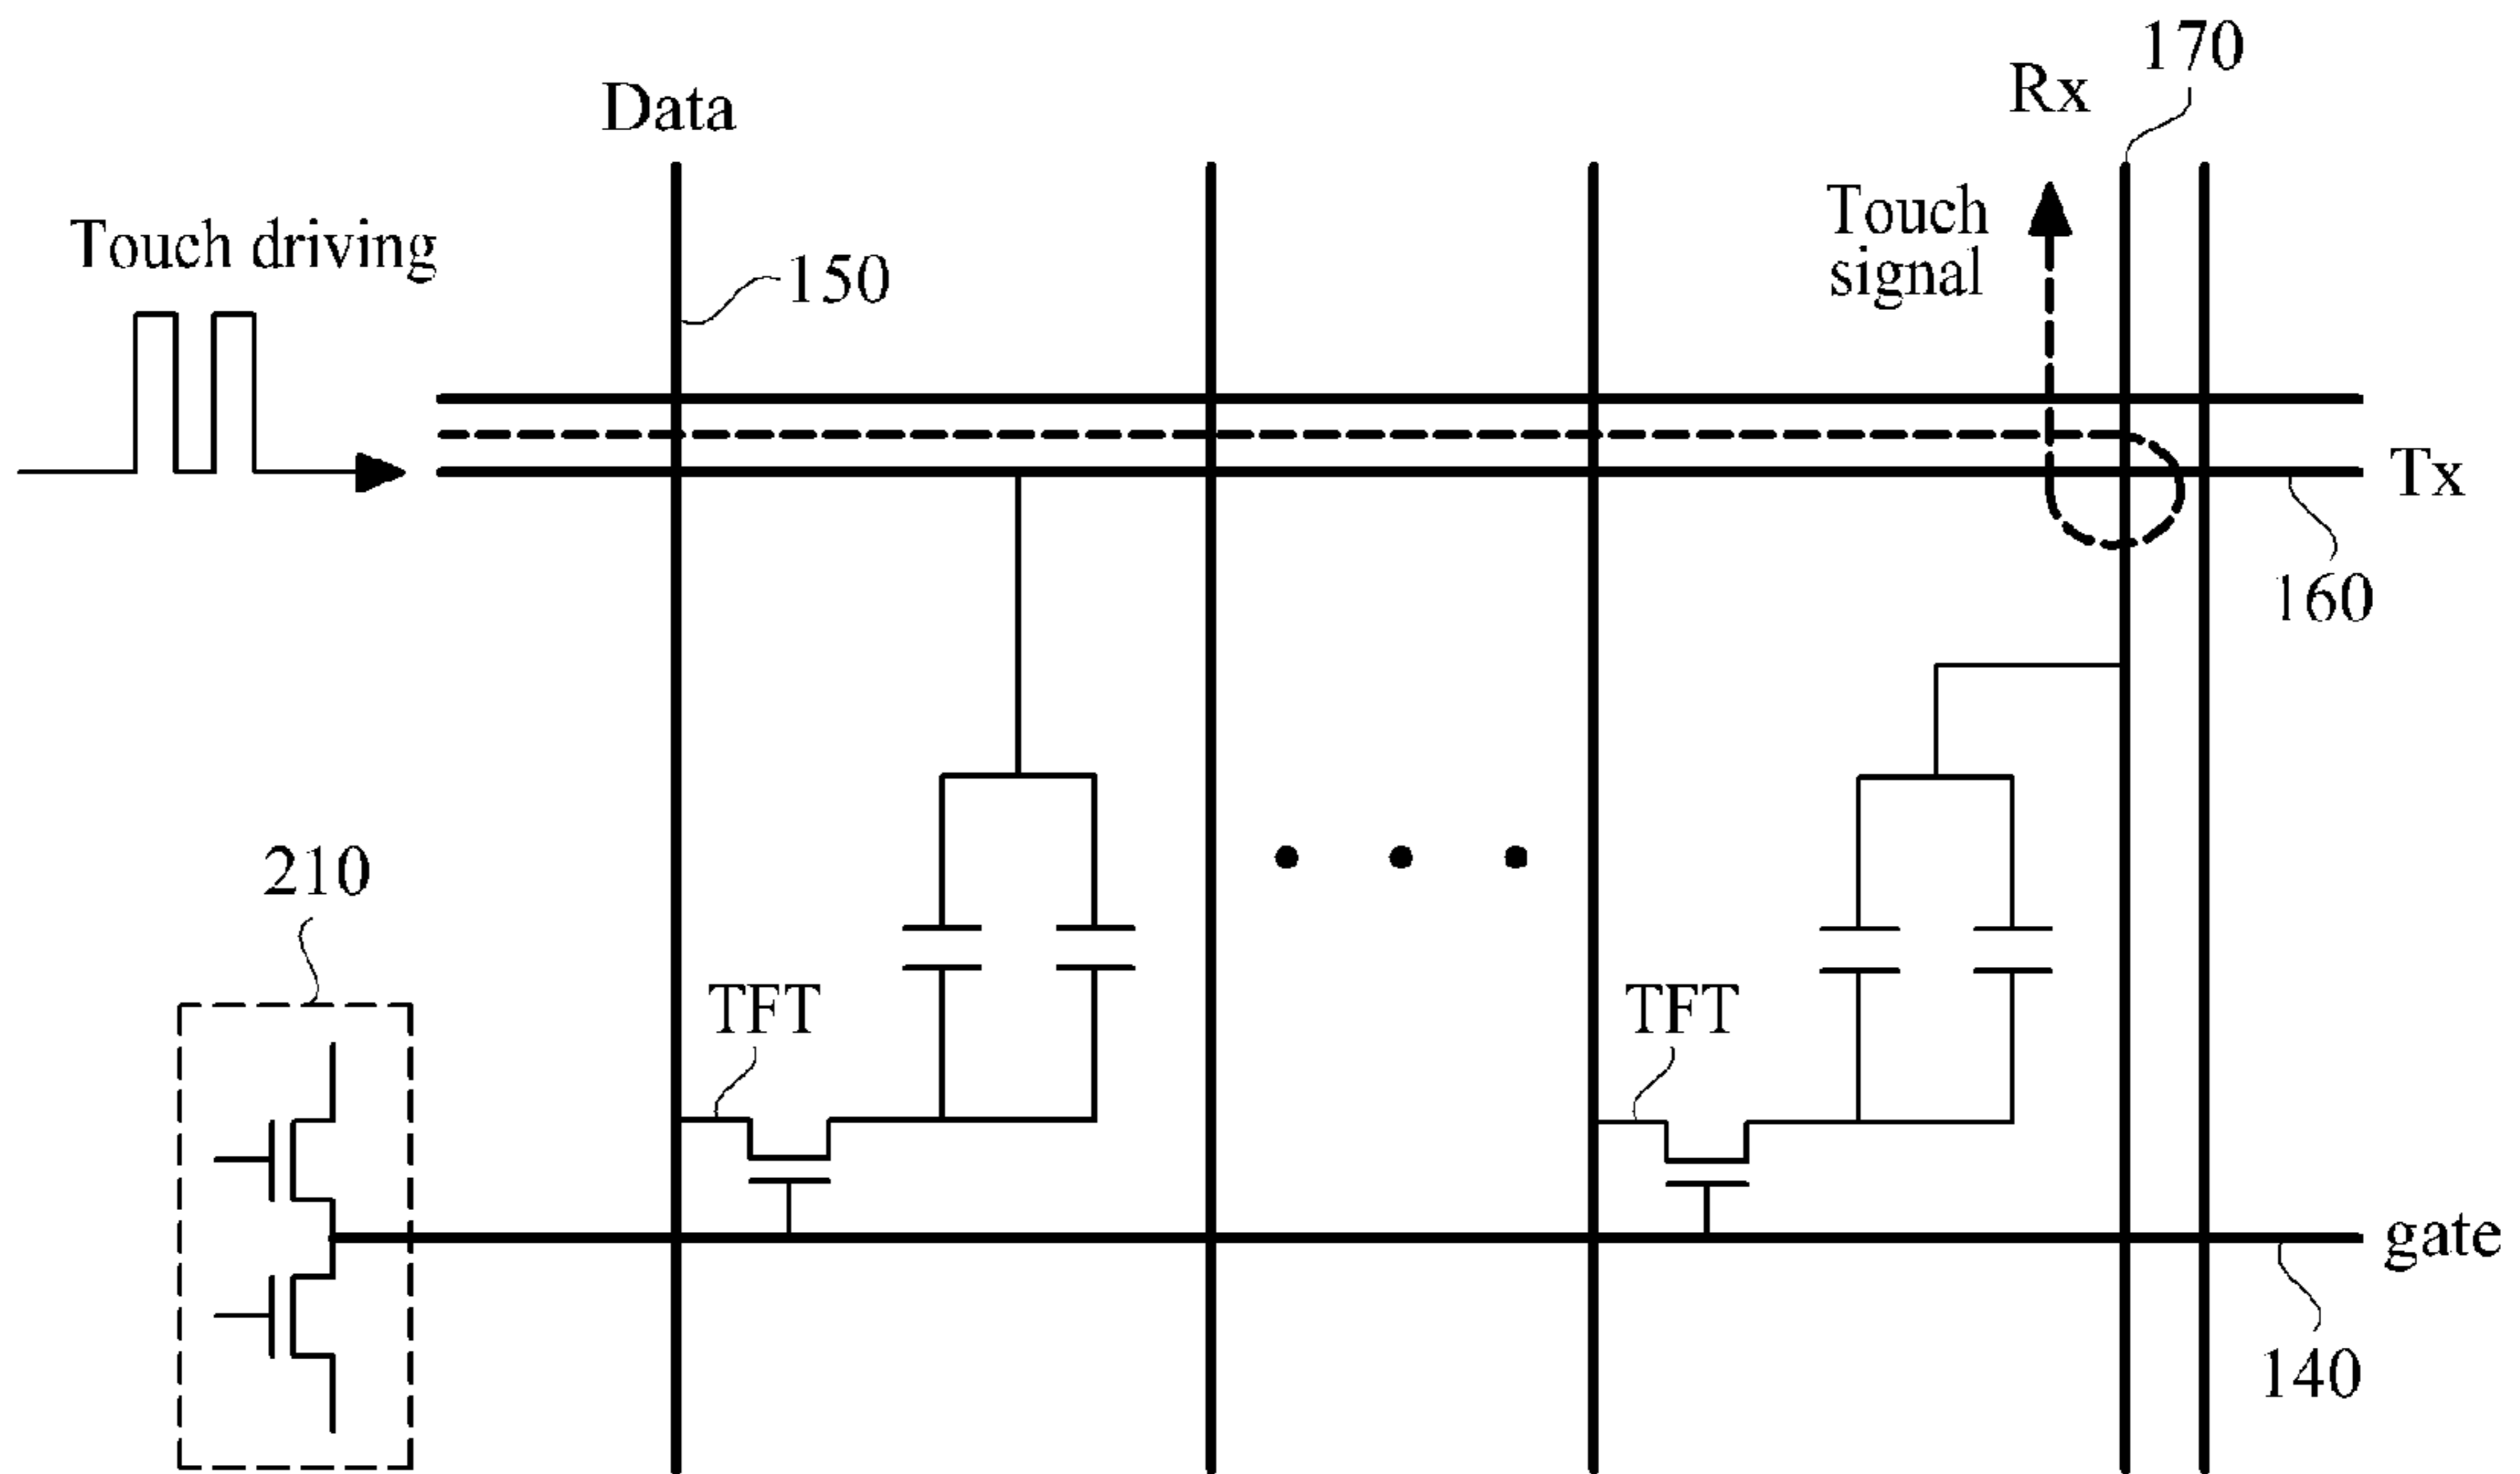 170
Rx
Data
Touch
signal
Touch driving
150
Tx
160
210
TFT
TFT
gate
140